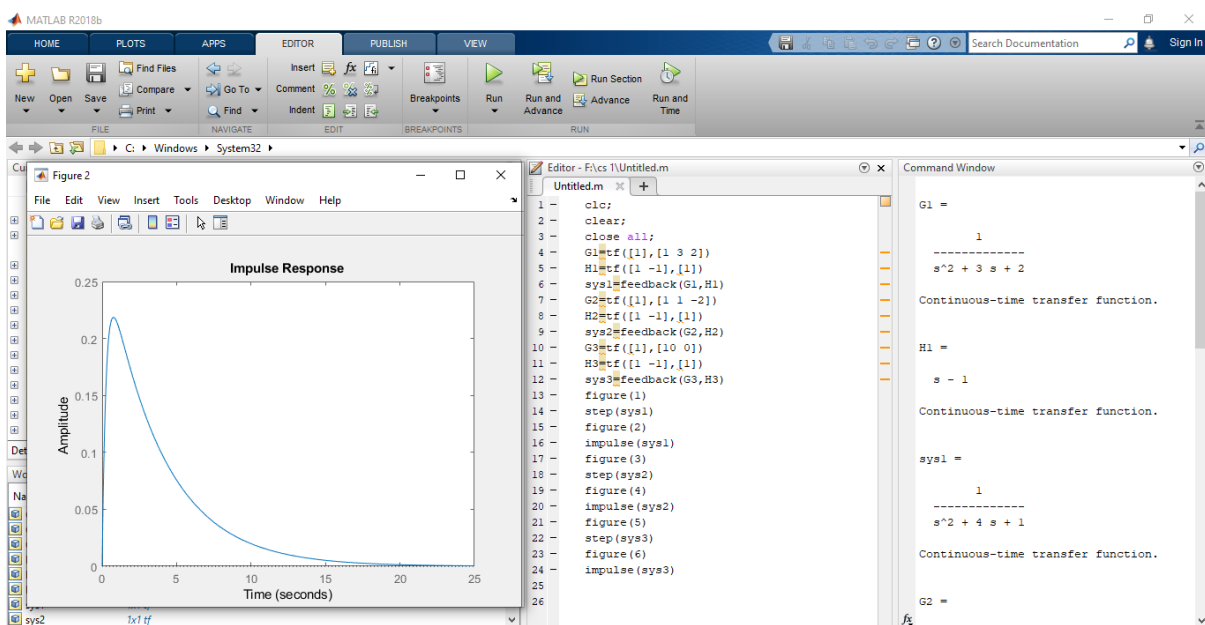 MATLAB R2018b
HOME PLOTS APPS EDITOR PUBLISH VIEW
Search Documentation
Sign In
New Open Save
Find Files
Compare
Print
FILE
Go To
Find
NAVIGATE
Insert fx
Comment %
Indent
EDIT
Breakpoints
BREAKPOINTS
Run
Run and Advance
Run Section
Advance
Run and Time
RUN
C: Windows System32
Cu
Det
Wo
Na
sys2 1x1 tf
Figure 2
File Edit View Insert Tools Desktop Window Help
Impulse Response
0.25
0.2
0.15
0.1
0.05
0
Amplitude
0 5 10 15 20 25
Time (seconds)
Editor - F:\cs 1\Untitled.m
Untitled.m +
1 - clc;
2 - clear;
3 - close all;
4 - G1=tf([1],[1 3 2])
5 - H1=tf([1 -1],[1])
6 - sys1=feedback(G1,H1)
7 - G2=tf([1],[1 1 -2])
8 - H2=tf([1 -1],[1])
9 - sys2=feedback(G2,H2)
10 - G3=tf([1],[10 0])
11 - H3=tf([1 -1],[1])
12 - sys3=feedback(G3,H3)
13 - figure(1)
14 - step(sys1)
15 - figure(2)
16 - impulse(sys1)
17 - figure(3)
18 - step(sys2)
19 - figure(4)
20 - impulse(sys2)
21 - figure(5)
22 - step(sys3)
23 - figure(6)
24 - impulse(sys3)
25
26
Command Window
G1 =
1
-------------
s^2 + 3 s + 2
Continuous-time transfer function.
H1 =
s - 1
Continuous-time transfer function.
sys1 =
1
-------------
s^2 + 4 s + 1
Continuous-time transfer function.
G2 =
fx